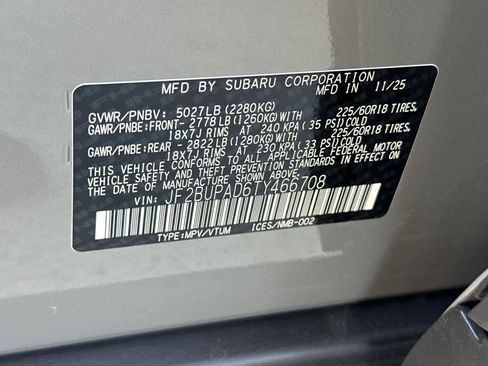 MFD BY SUBARU CORPORATION
MFD IN 11/25
GVWR/PNBV: 5027LB(2280KG)
GAWR/PNBE:FRONT- 2778LB(1260KG)WITH 225/60R18 TIRES,
18X7J RIMS AT 240 KPA(35 PSI)COLD
GAWR/PNBE:REAR - 2822LB(1280KG)WITH 225/60R18 TIRES,
18X7J RIMS AT 230 KPA(33 PSI)COLD
THIS VEHICLE CONFORMS TO ALL APPLICABLE FEDERAL
MOTOR VEHICLE SAFETY STANDARDS IN EFFECT ON
THE DATE OF MANUFACTURE SHOWN ABOVE.
VIN: JF2BUPAD6TY466708
TYPE:MPV/VTUM ICES/NMB-002